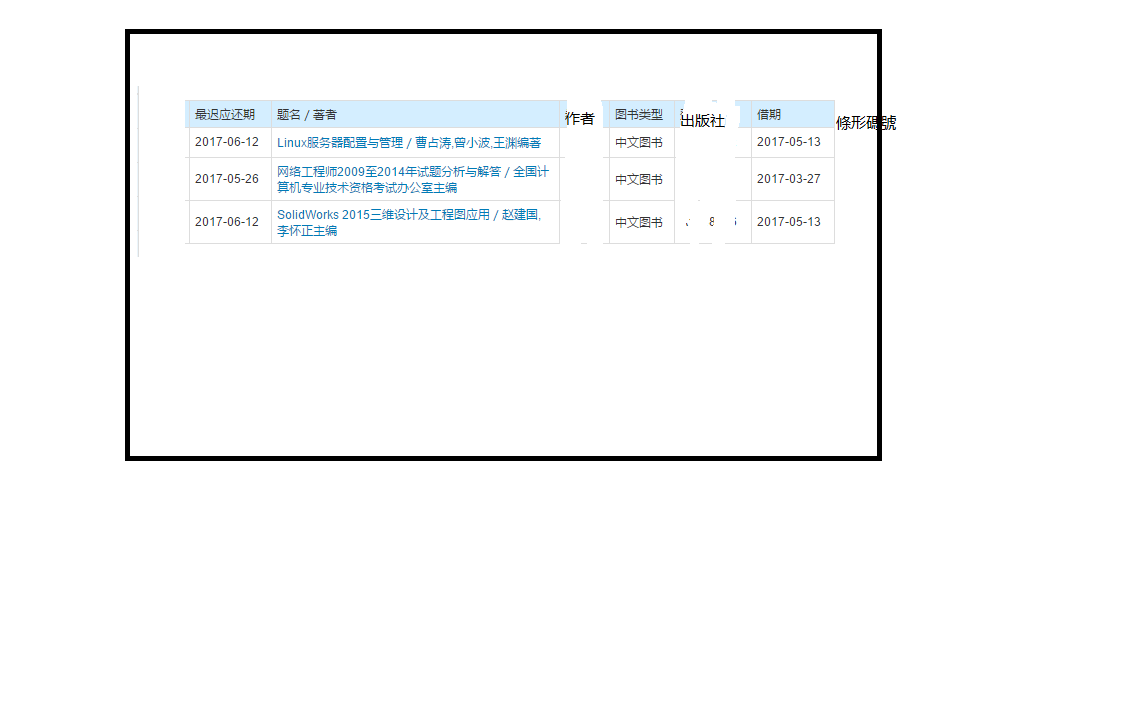 最迟应还期 题名 / 著者 作者 图书类型 出版社 借期 條形碼號
2017-06-12 Linux服务器配置与管理 / 曹占涛,曾小波,王渊编著 中文图书 2017-05-13
2017-05-26 网络工程师2009至2014年试题分析与解答 / 全国计 中文图书 2017-03-27
算机专业技术资格考试办公室主编
2017-06-12 SolidWorks 2015三维设计及工程图应用 / 赵建国, 中文图书 8 2017-05-13
李怀正主编